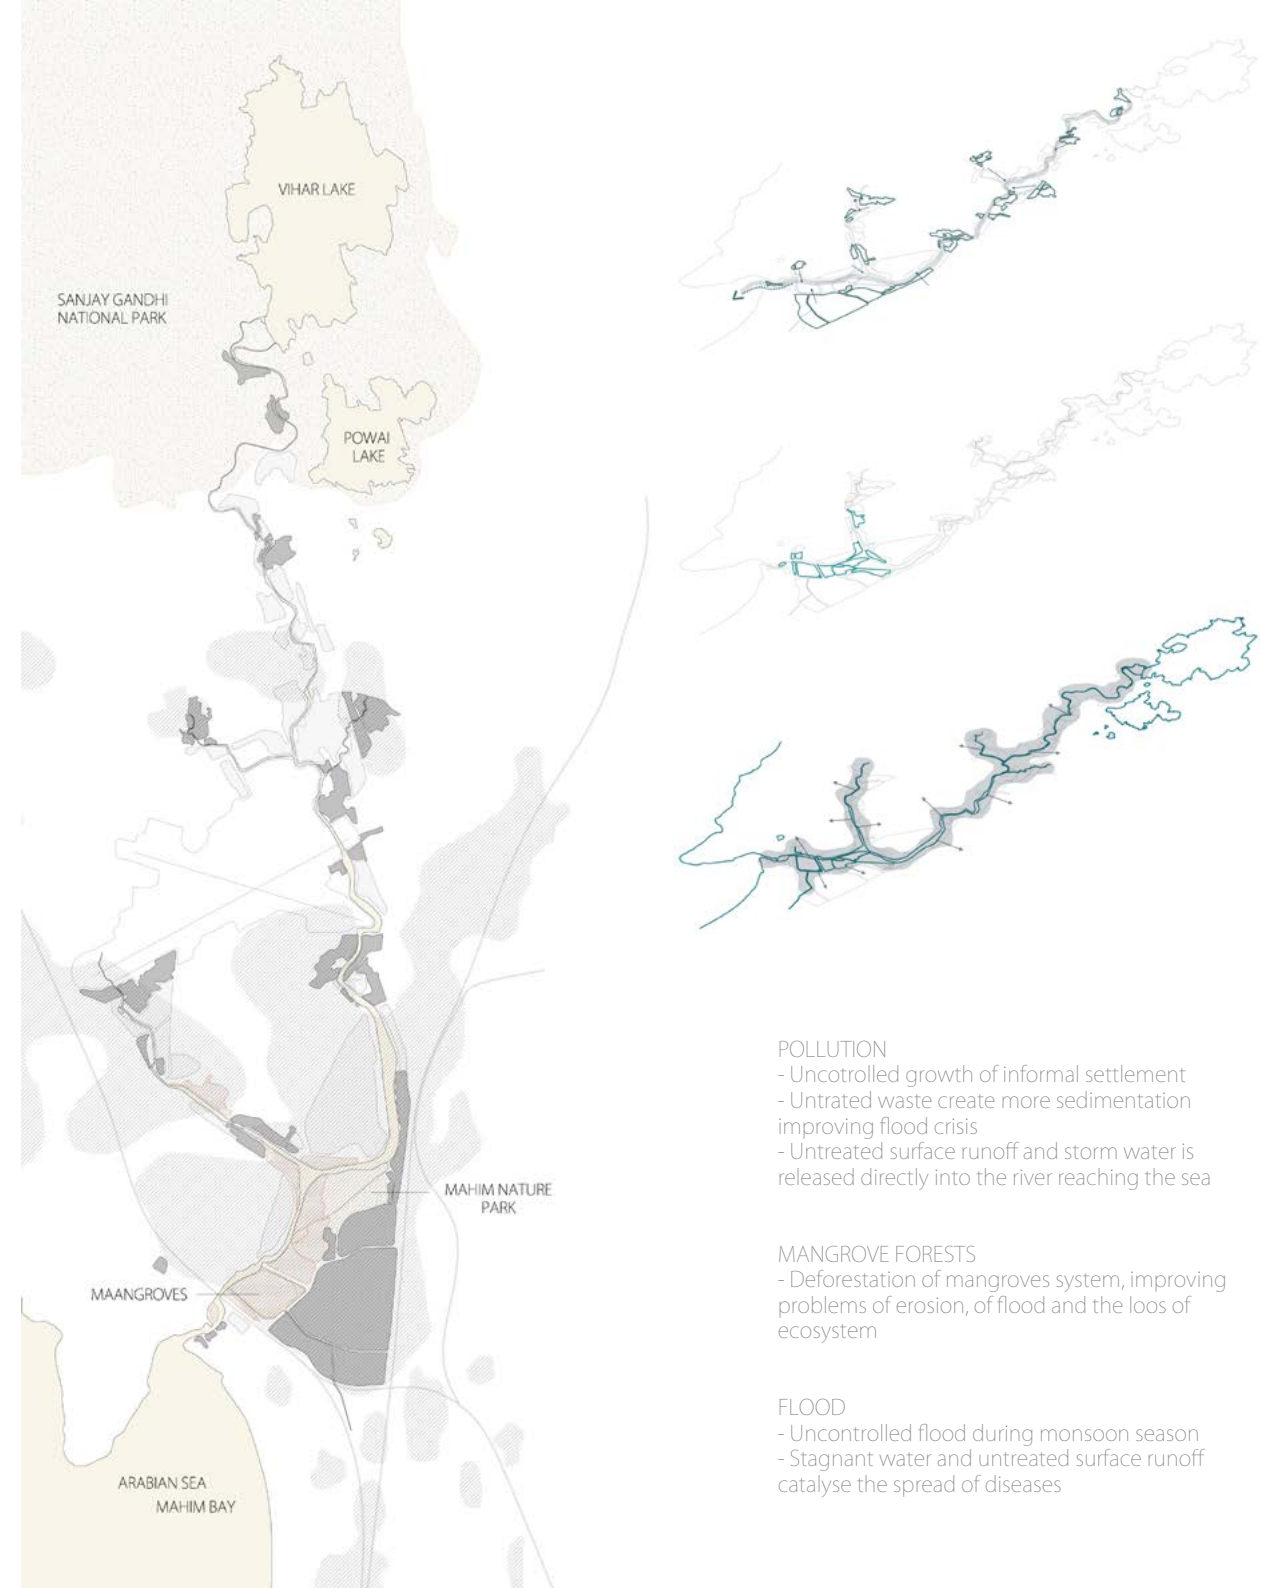 VIHAR LAKE
SANJAY GANDHI
NATIONAL PARK
POWAI
LAKE
MAHIM NATURE
PARK
MAANGROVES
ARABIAN SEA
MAHIM BAY
POLLUTION
- Uncotrolled growth of informal settlement
- Untrated waste create more sedimentation
improving flood crisis
- Untreated surface runoff and storm water is
released directly into the river reaching the sea
MANGROVE FORESTS
- Deforestation of mangroves system, improving
problems of erosion, of flood and the loos of
ecosystem
FLOOD
- Uncontrolled flood during monsoon season
- Stagnant water and untreated surface runoff
catalyse the spread of diseases